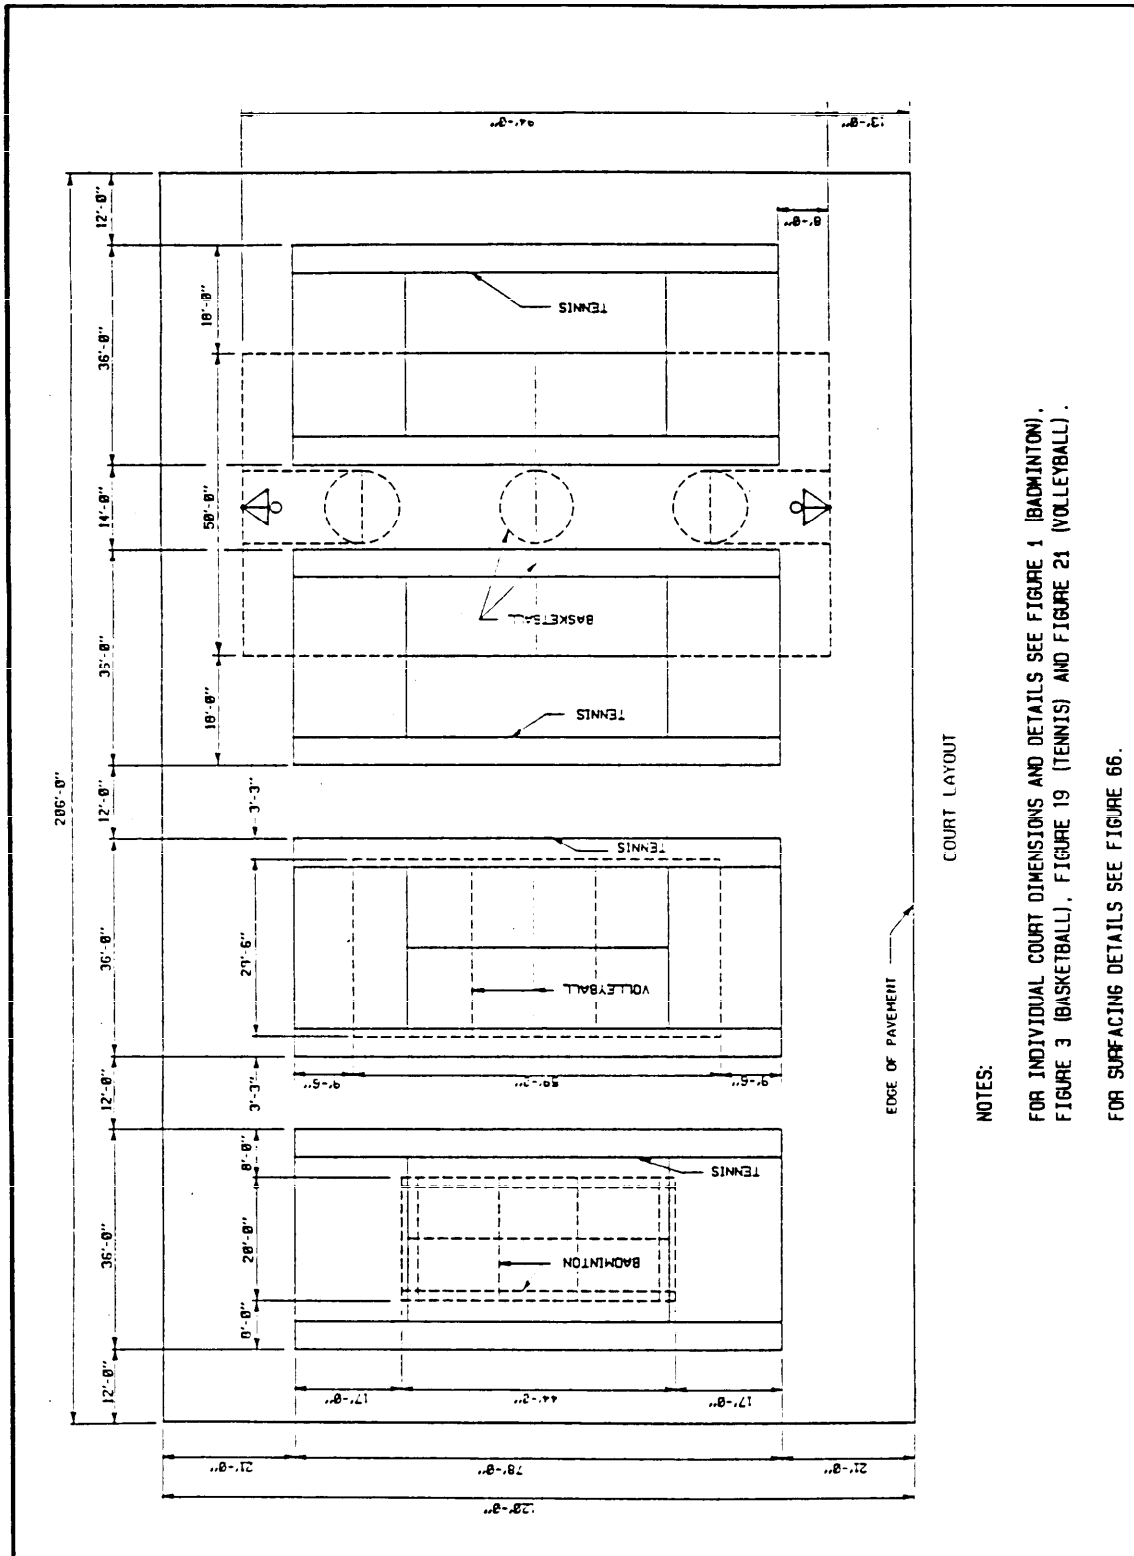 206'-0"
12'-0"
36'-0"
12'-0"
36'-0"
12'-0"
36'-0"
14'-0"
36'-0"
12'-0"
18'-0"
50'-0"
18'-0"
8'-0"
20'-0"
8'-0"
3'-3"
29'-6"
3'-3"
120'-0"
21'-0"
78'-0"
21'-0"
17'-0"
44'-0"
17'-0"
9'-6"
59'-0"
9'-6"
94'-0"
13'-0"
8'-0"
BADMINTON
TENNIS
VOLLEYBALL
TENNIS
TENNIS
BASKETBALL
TENNIS
EDGE OF PAVEMENT
COURT LAYOUT
NOTES:
FOR INDIVIDUAL COURT DIMENSIONS AND DETAILS SEE FIGURE 1 (BADMINTON),
FIGURE 3 (BASKETBALL), FIGURE 19 (TENNIS) AND FIGURE 21 (VOLLEYBALL).
FOR SURFACING DETAILS SEE FIGURE 66.